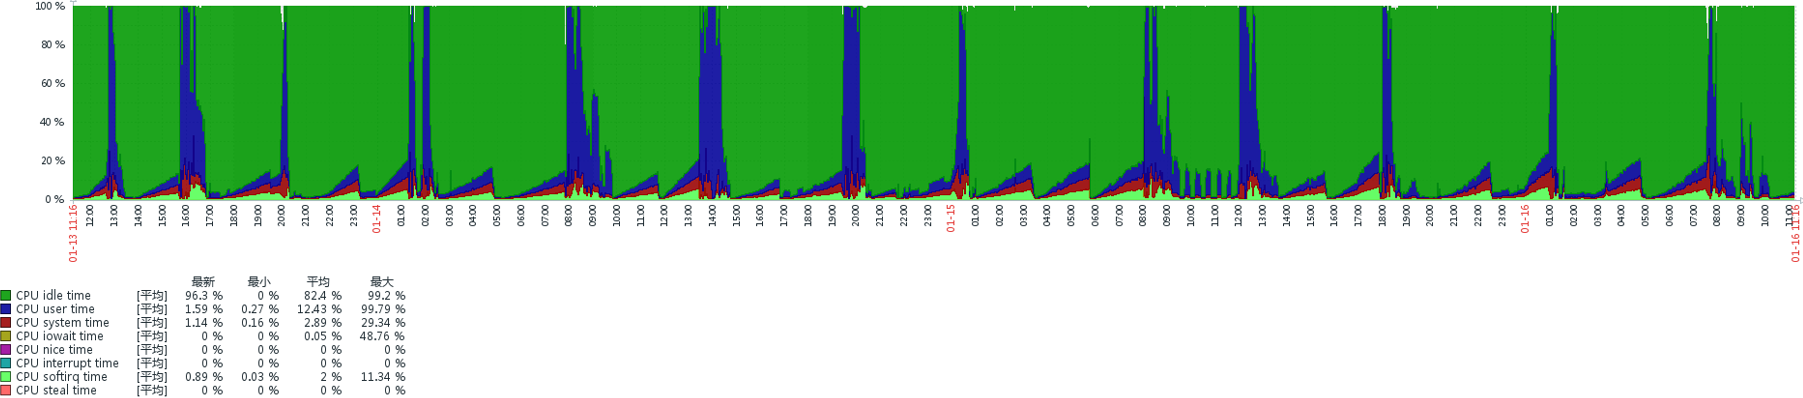 100 %
80 %
60 %
40 %
20 %
0 %
01-13 11:16 12:00 13:00 14:00 15:00 16:00 17:00 18:00 19:00 20:00 21:00 22:00 23:00 01-14 01:00 02:00 03:00 04:00 05:00 06:00 07:00 08:00 09:00 10:00 11:00 12:00 13:00 14:00 15:00 16:00 17:00 18:00 19:00 20:00 21:00 22:00 23:00 01-15 01:00 02:00 03:00 04:00 05:00 06:00 07:00 08:00 09:00 10:00 11:00 12:00 13:00 14:00 15:00 16:00 17:00 18:00 19:00 20:00 21:00 22:00 23:00 01-16 01:00 02:00 03:00 04:00 05:00 06:00 07:00 08:00 09:00 10:00 11:00 01-16 11:16
最新 最小 平均 最大
CPU idle time [平均] 96.3 % 0 % 82.4 % 99.2 %
CPU user time [平均] 1.59 % 0.27 % 12.43 % 99.79 %
CPU system time [平均] 1.14 % 0.16 % 2.89 % 29.34 %
CPU iowait time [平均] 0 % 0 % 0.05 % 48.76 %
CPU nice time [平均] 0 % 0 % 0 % 0 %
CPU interrupt time [平均] 0 % 0 % 0 % 0 %
CPU softirq time [平均] 0.89 % 0.03 % 2 % 11.34 %
CPU steal time [平均] 0 % 0 % 0 % 0 %